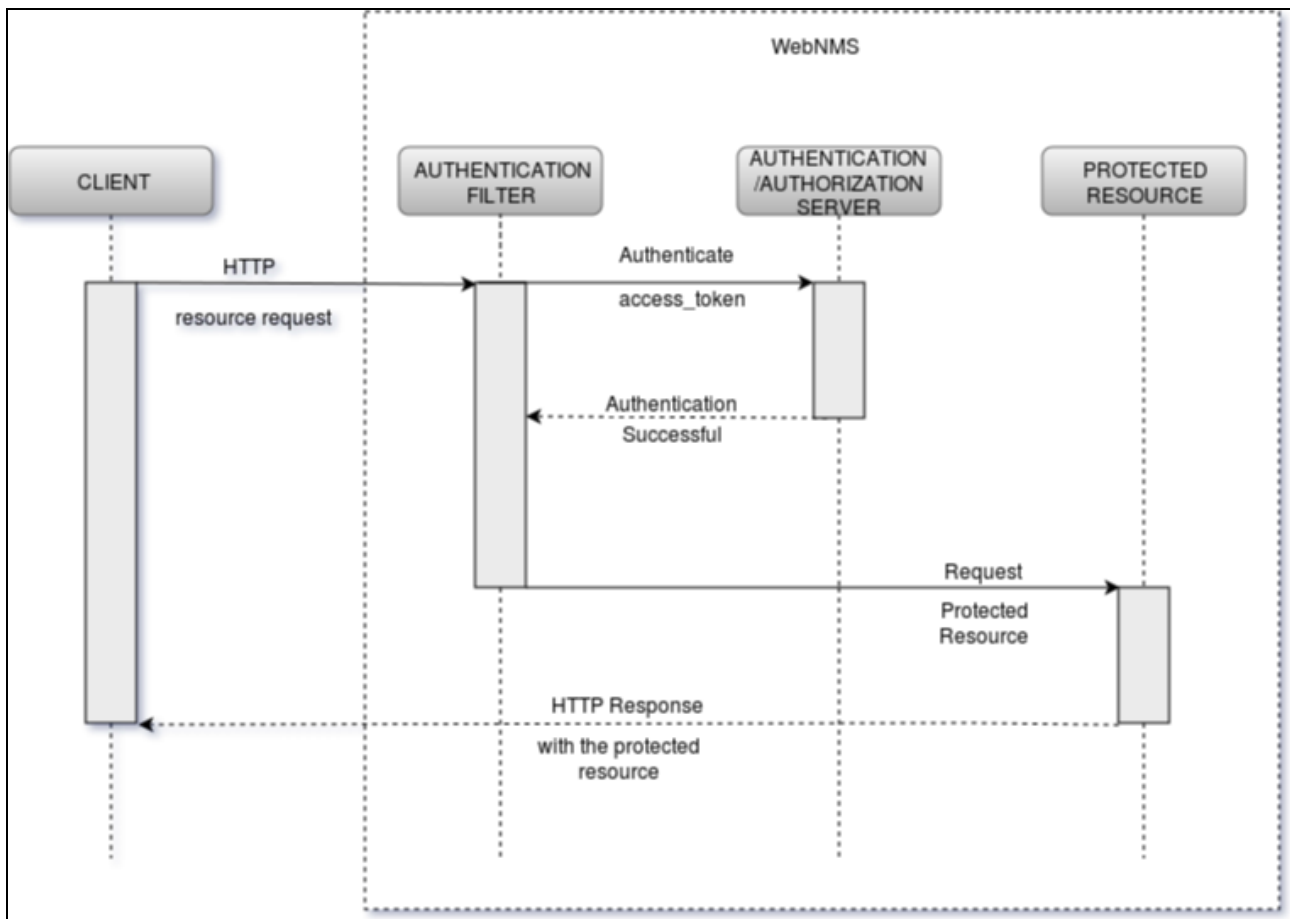 WebNMS
CLIENT
AUTHENTICATION
FILTER
AUTHENTICATION
/AUTHORIZATION
SERVER
PROTECTED
RESOURCE
HTTP
resource request
Authenticate
access_token
Authentication
Successful
Request
Protected
Resource
HTTP Response
with the protected
resource